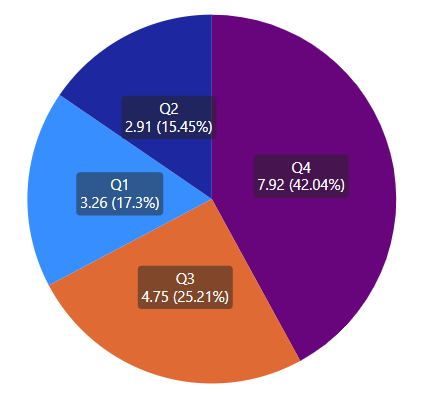 Q2
2.91 (15.45%)
Q4
7.92 (42.04%)
Q1
3.26 (17.3%)
Q3
4.75 (25.21%)